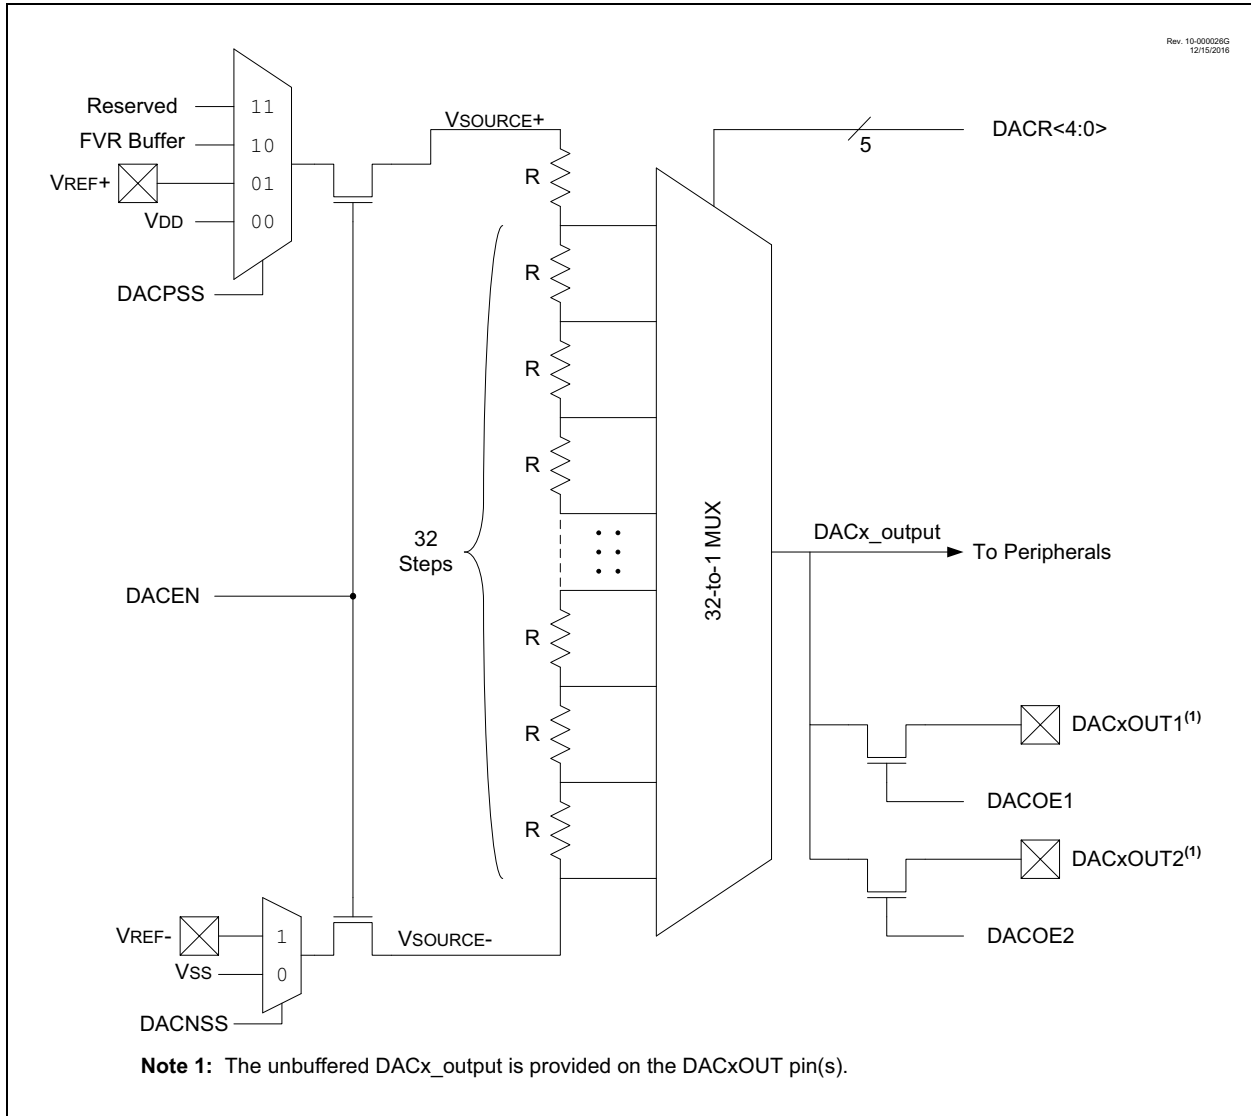 Rev. 10-000026G
12/15/2016
Reserved
11
FVR Buffer
10
VREF+
01
VDD
00
DACPSS
VSOURCE+
DACR<4:0>
5
R
R
R
R
32
Steps
32-to-1 MUX
DACx_output
To Peripherals
DACEN
R
R
R
DACxOUT1(1)
DACOE1
DACxOUT2(1)
DACOE2
VREF-
1
VSS
0
VSOURCE-
DACNSS
Note 1: The unbuffered DACx_output is provided on the DACxOUT pin(s).